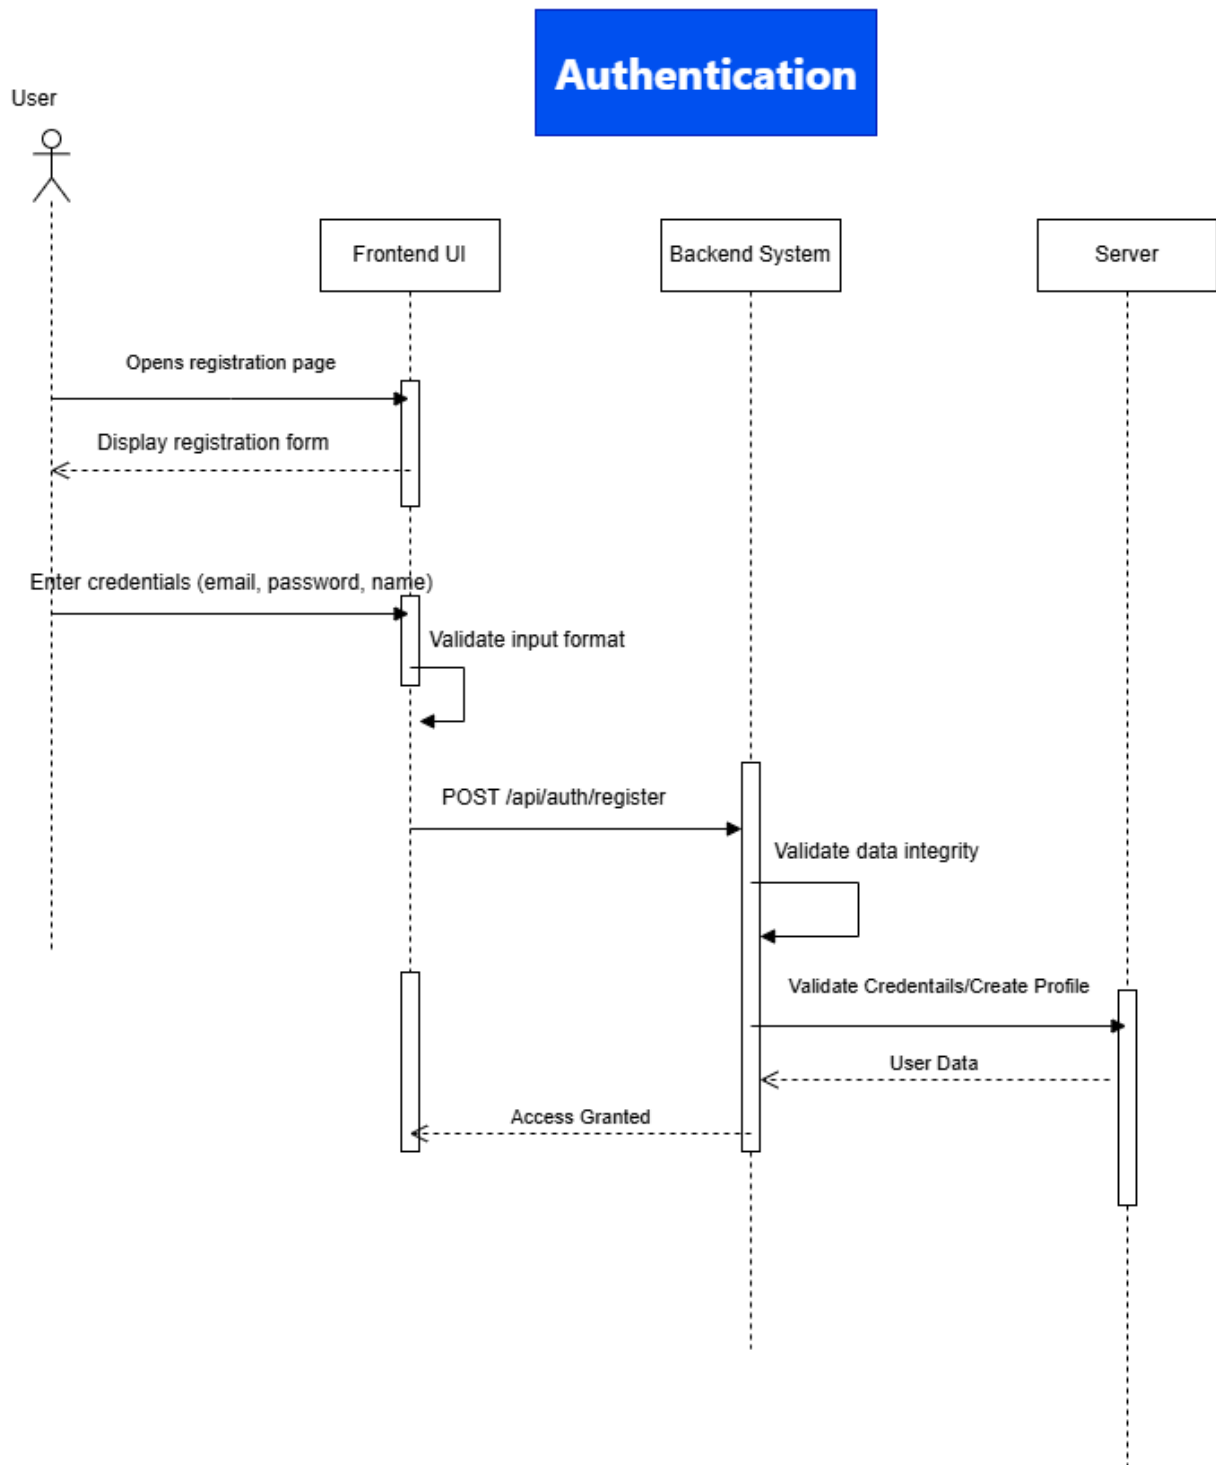 Authentication
User
Frontend UI
Backend System
Server
Opens registration page
Display registration form
Enter credentials (email, password, name)
Validate input format
POST /api/auth/register
Validate data integrity
Validate Credentails/Create Profile
User Data
Access Granted